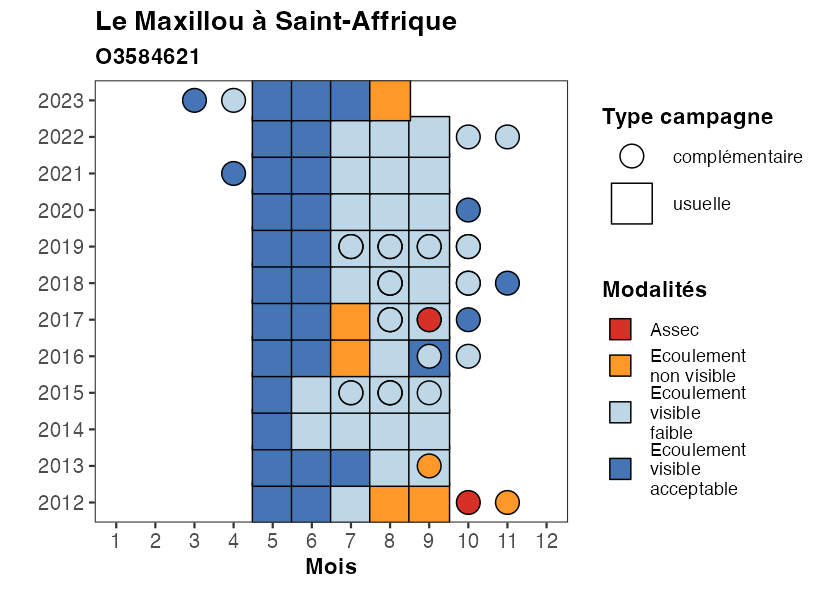 Le Maxillou à Saint-Affrique
O3584621
2023
2022
2021
2020
2019
2018
2017
2016
2015
2014
2013
2012
1 2 3 4 5 6 7 8 9 10 11 12
Mois
Type campagne
complémentaire
usuelle
Modalités
Assec
Ecoulement
non visible
Ecoulement
visible
faible
Ecoulement
visible
acceptable